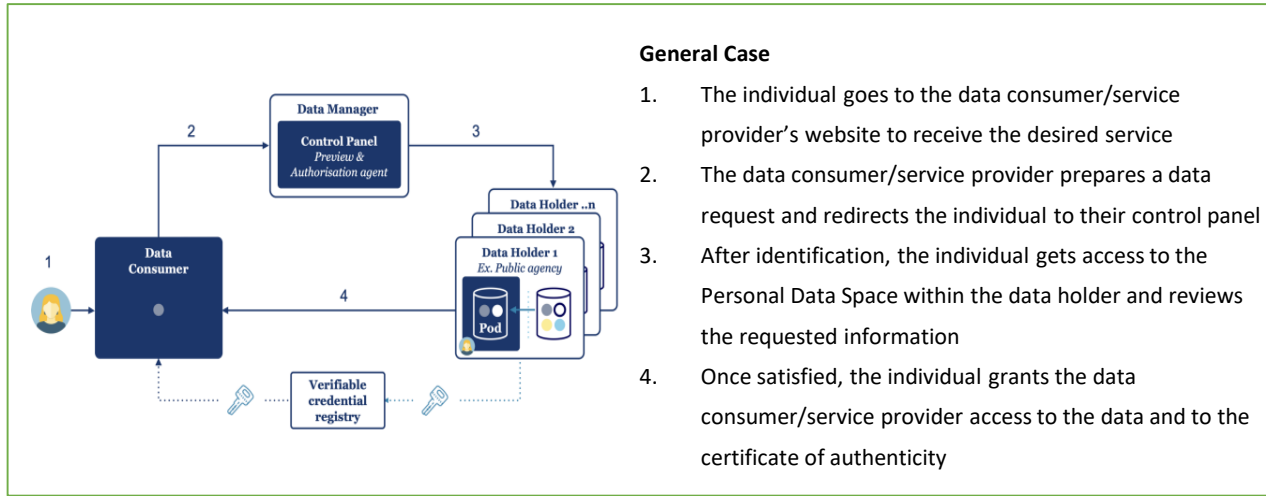 Data Manager
Control Panel
Preview &
Authorisation agent
2
3
Data Holder ..n
Data Holder 2
Data Holder 1
Ex. Public agency
Pod
1
Data
Consumer
4
Verifiable
credential
registry
General Case
1. The individual goes to the data consumer/service
provider’s website to receive the desired service
2. The data consumer/service provider prepares a data
request and redirects the individual to their control panel
3. After identification, the individual gets access to the
Personal Data Space within the data holder and reviews
the requested information
4. Once satisfied, the individual grants the data
consumer/service provider access to the data and to the
certificate of authenticity